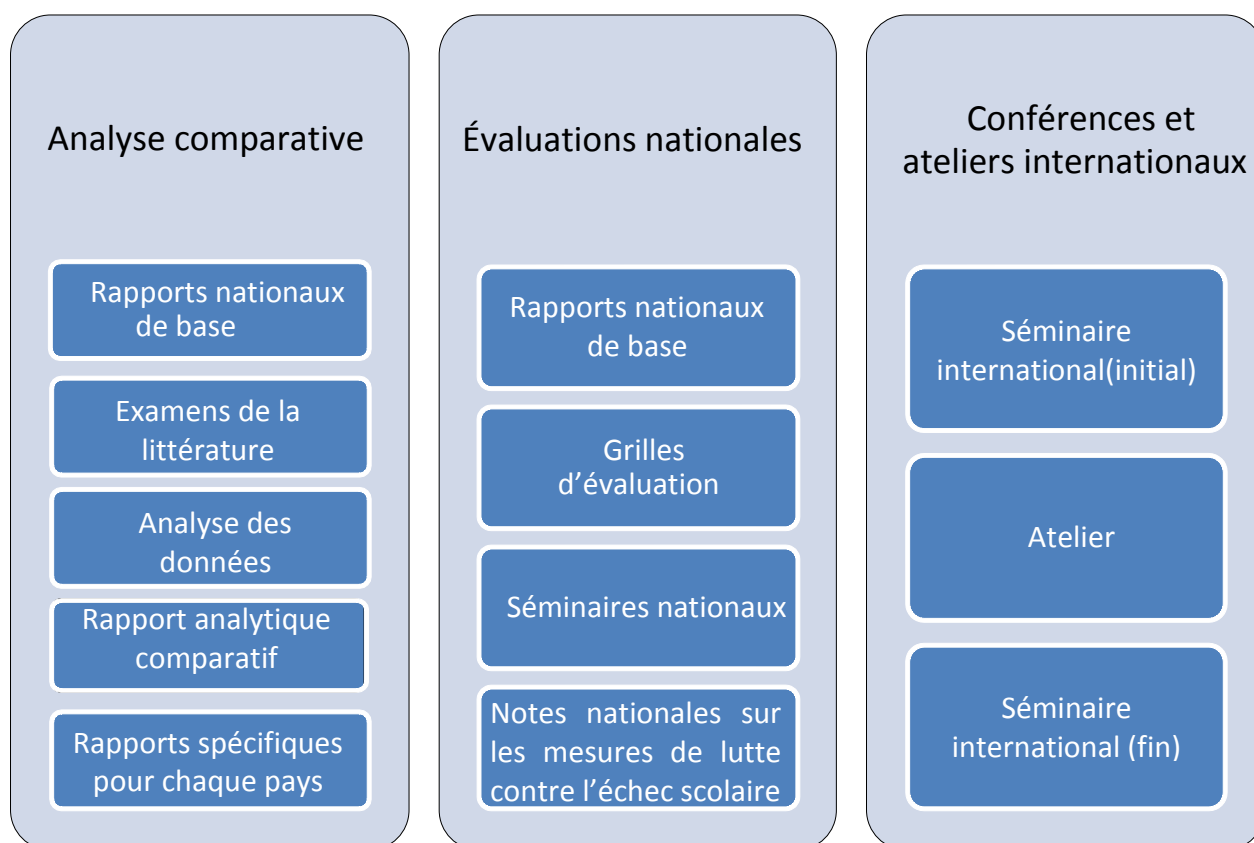 Analyse comparative
Rapports nationaux
de base
Examens de la
littérature
Analyse des
données
Rapport analytique
comparatif
Rapports spécifiques
pour chaque pays
Évaluations nationales
Rapports nationaux
de base
Grilles
d’évaluation
Séminaires nationaux
Notes nationales sur
les mesures de lutte
contre l’échec scolaire
Conférences et
ateliers internationaux
Séminaire
international(initial)
Atelier
Séminaire
international (fin)